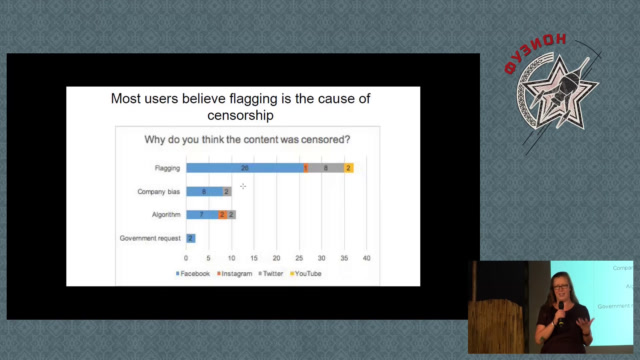 ФУЗИОН
Most users believe flagging is the cause of
censorship
Why do you think the content was censored?
Flagging 26 1 8 2
Company bias 8 2
Algorithm 7 2 2
Government request 2
0 5 10 15 20 25 30 35 40
Facebook Instagram Twitter YouTube
Government